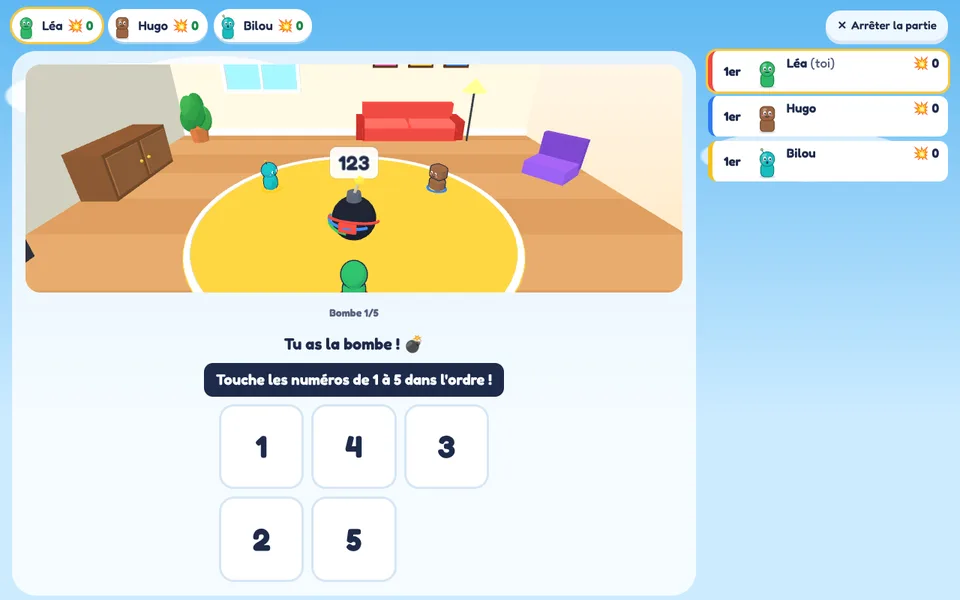 Léa 💥 0
Hugo 💥 0
Bilou 💥 0
✕ Arrêter la partie
1er Léa (toi) 💥 0
1er Hugo 💥 0
1er Bilou 💥 0
123
Bombe 1/5
Tu as la bombe ! 💣
Touche les numéros de 1 à 5 dans l'ordre !
1 4 3
2 5